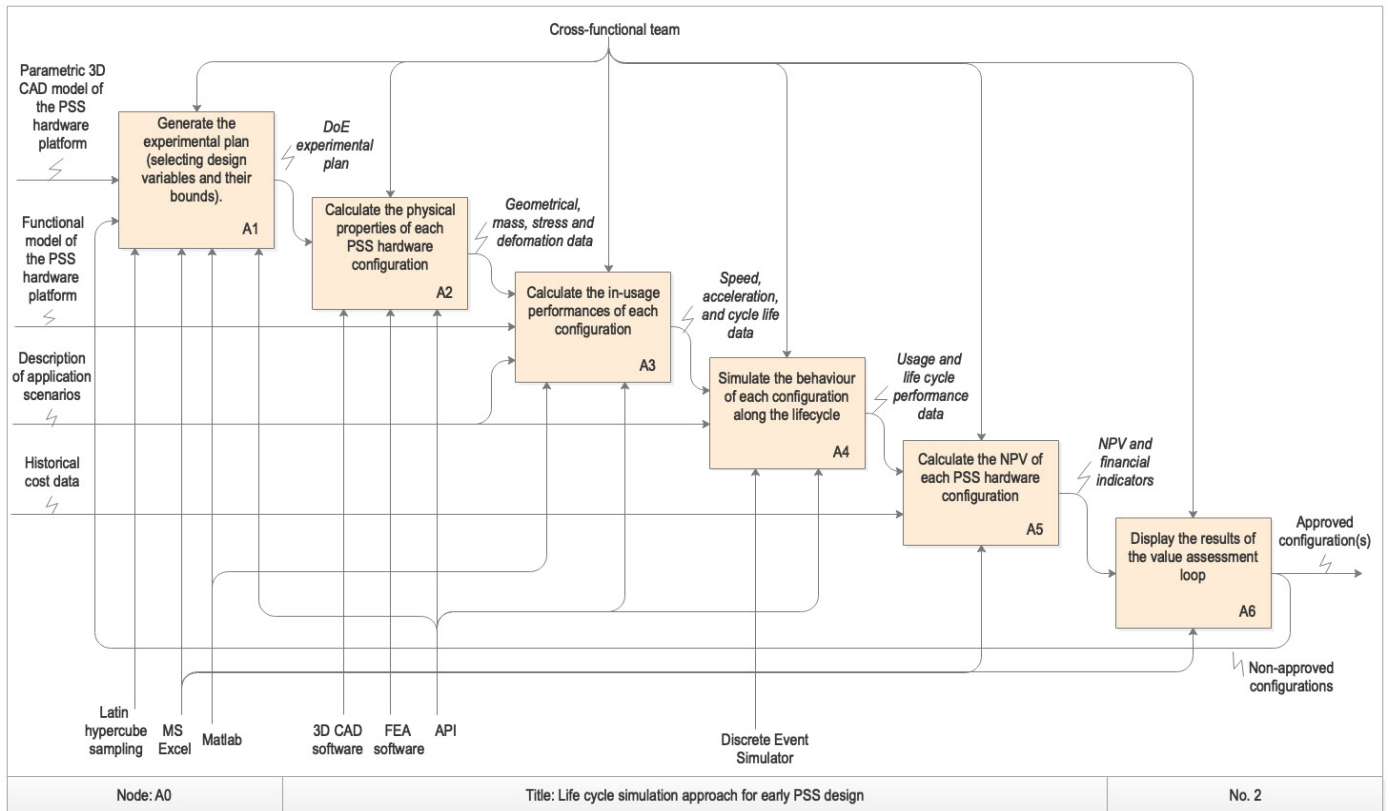 Cross-functional team
Parametric 3D
CAD model of
the PSS
hardware
platform
Generate the
experimental plan
(selecting design
variables and their
bounds).
A1
DoE
experimental
plan
Functional
model of
the PSS
hardware
platform
Calculate the physical
properties of each
PSS hardware
configuration
A2
Geometrical,
mass, stress and
defomation data
Calculate the in-usage
performances of each
configuration
A3
Speed,
acceleration,
and cycle life
data
Description
of application
scenarios
Simulate the behaviour
of each configuration
along the lifecycle
A4
Usage and
life cycle
performance
data
Historical
cost data
Calculate the NPV of
each PSS hardware
configuration
A5
NPV and
financial
indicators
Display the results of
the value assessment
loop
A6
Approved
configuration(s)
Non-approved
configurations
Latin
hypercube
sampling
MS
Excel
Matlab
3D CAD
software
FEA
software
API
Discrete Event
Simulator
Node: A0
Title: Life cycle simulation approach for early PSS design
No. 2